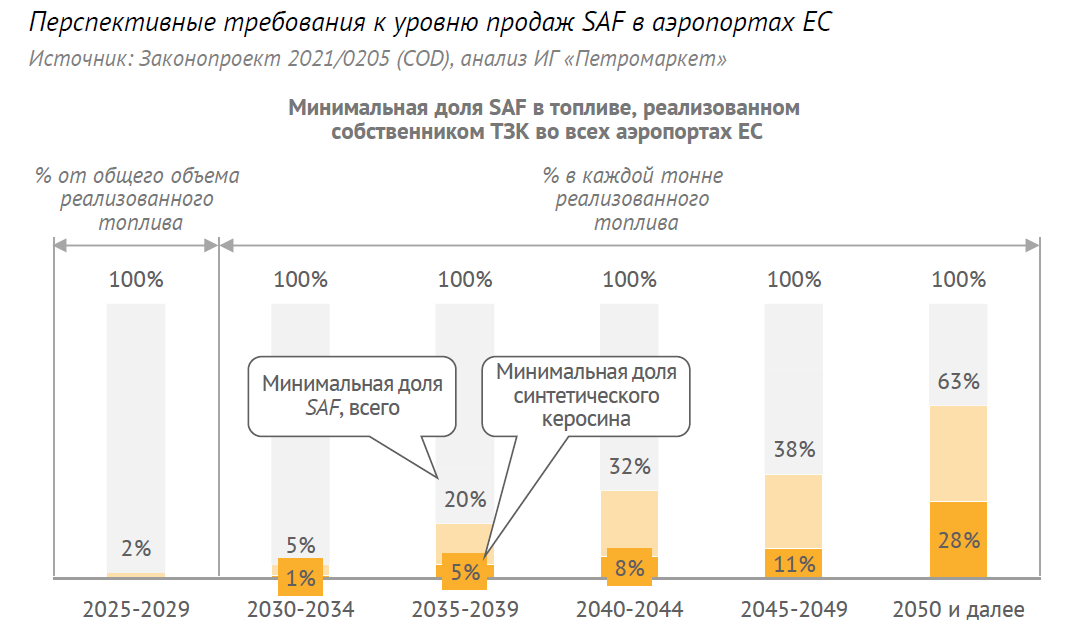 Перспективные требования к уровню продаж SAF в аэропортах ЕС
Источник: Законопроект 2021/0205 (COD), анализ ИГ «Петромаркет»
Минимальная доля SAF в топливе, реализованном
собственником ТЗК во всех аэропортах ЕС
% от общего объема
реализованного
топлива
% в каждой тонне
реализованного
топлива
100%
100%
100%
100%
100%
100%
Минимальная доля
SAF, всего
Минимальная доля
синтетического
керосина
2%
5%
20%
32%
38%
63%
1%
5%
8%
11%
28%
2025-2029
2030-2034
2035-2039
2040-2044
2045-2049
2050 и далее